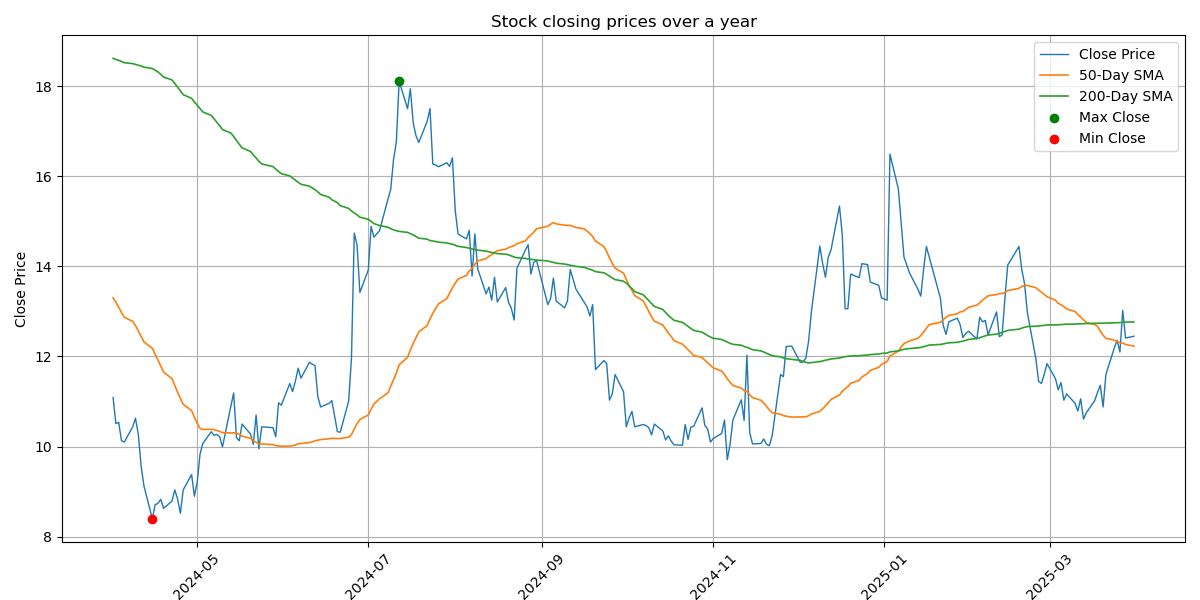 Stock closing prices over a year
Close Price
18
16
14
12
10
8
2024-05
2024-07
2024-09
2024-11
2025-01
2025-03
Close Price
50-Day SMA
200-Day SMA
Max Close
Min Close